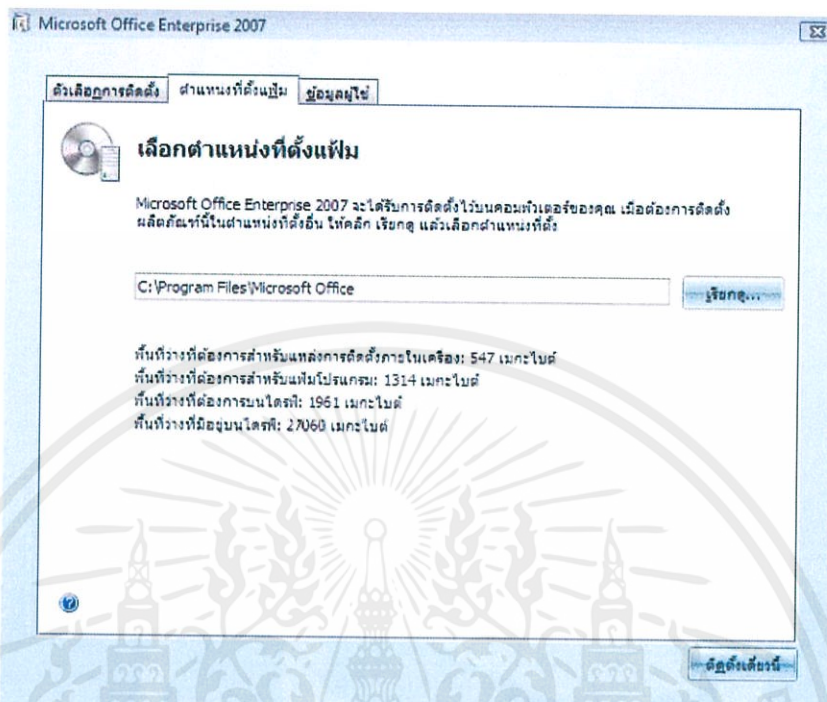 Microsoft Office Enterprise 2007
ตัวเลือกการติดตั้ง ตำแหน่งที่ตั้งแฟ้ม ข้อมูลผู้ใช้
เลือกตำแหน่งที่ตั้งแฟ้ม
Microsoft Office Enterprise 2007 จะได้รับการติดตั้งไว้บนคอมพิวเตอร์ของคุณ เมื่อต้องการติดตั้ง
ผลิตภัณฑ์นี้ในตำแหน่งที่ตั้งอื่น ให้คลิก เรียกดู แล้วเลือกตำแหน่งที่ตั้ง
C:\Program Files\Microsoft Office
เรียกดู...
พื้นที่ว่างที่ต้องการสำหรับแหล่งการติดตั้งภายในเครื่อง: 547 เมกะไบต์
พื้นที่ว่างที่ต้องการสำหรับแฟ้มโปรแกรม: 1314 เมกะไบต์
พื้นที่ว่างที่ต้องการบนไดรฟ์: 1961 เมกะไบต์
พื้นที่ว่างที่มีอยู่บนไดรฟ์: 27060 เมกะไบต์
ติดตั้งเดี๋ยวนี้